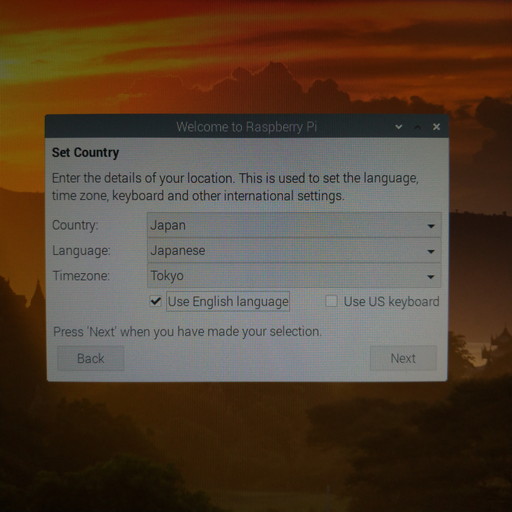 Welcome to Raspberry Pi
Set Country
Enter the details of your location. This is used to set the language,
time zone, keyboard and other international settings.
Country: Japan
Language: Japanese
Timezone: Tokyo
Use English language Use US keyboard
Press 'Next' when you have made your selection.
Back Next